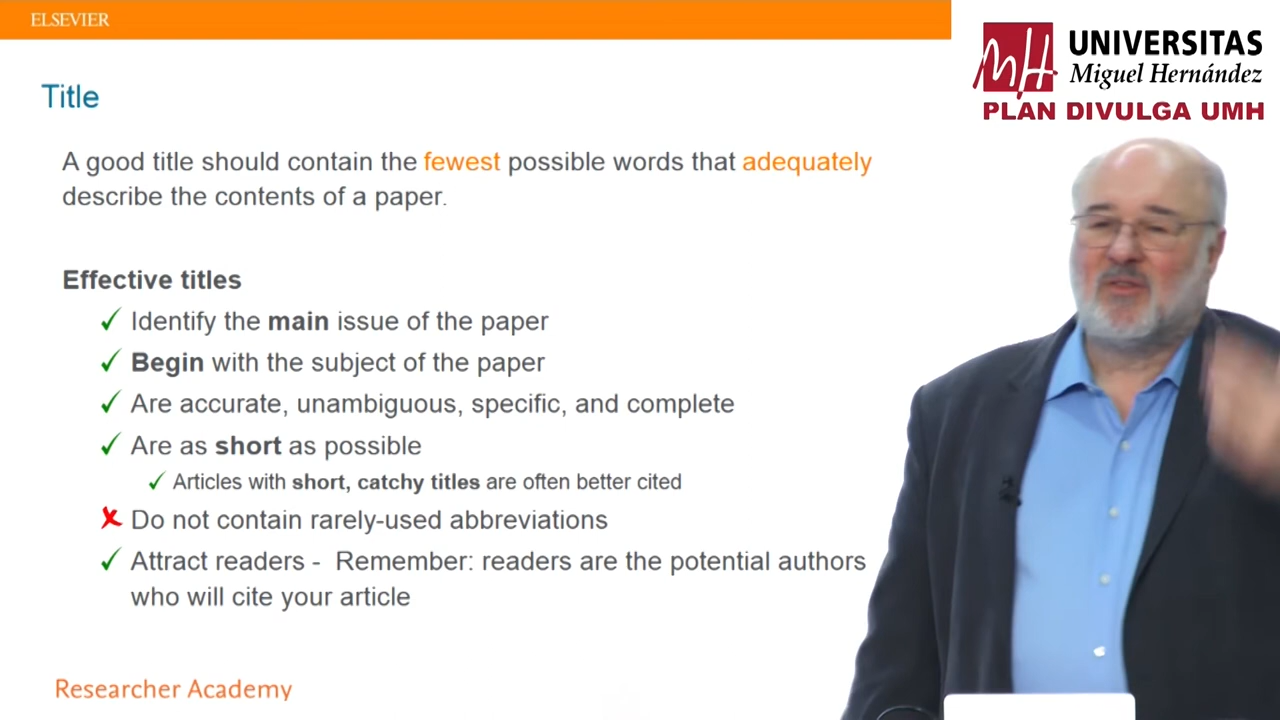 ELSEVIER
UNIVERSITAS
Miguel Hernández
PLAN DIVULGA UMH
Title
A good title should contain the fewest possible words that adequately
describe the contents of a paper.
Effective titles
Identify the main issue of the paper
Begin with the subject of the paper
Are accurate, unambiguous, specific, and complete
Are as short as possible
Articles with short, catchy titles are often better cited
Do not contain rarely-used abbreviations
Attract readers - Remember: readers are the potential authors
who will cite your article
Researcher Academy